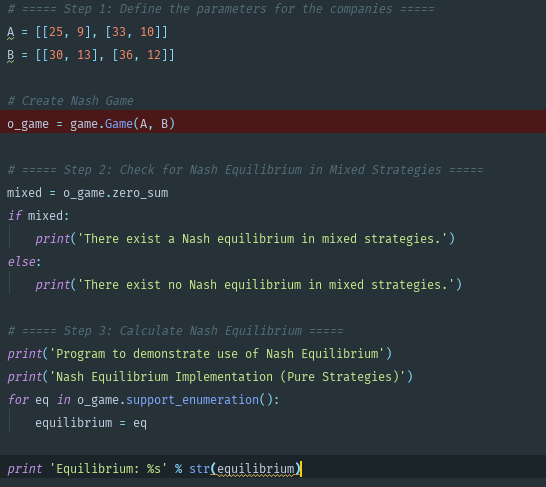 # ===== Step 1: Define the parameters for the companies =====
A = [[25, 9], [33, 10]]
B = [[30, 13], [36, 12]]
# Create Nash Game
o_game = game.Game(A, B)
# ===== Step 2: Check for Nash Equilibrium in Mixed Strategies =====
mixed = o_game.zero_sum
if mixed:
    print('There exist a Nash equilibrium in mixed strategies.')
else:
    print('There exist no Nash equilibrium in mixed strategies.')
# ===== Step 3: Calculate Nash Equilibrium =====
print('Program to demonstrate use of Nash Equilibrium')
print('Nash Equilibrium Implementation (Pure Strategies)')
for eq in o_game.support_enumeration():
    equilibrium = eq
print 'Equilibrium: %s' % str(equilibrium)